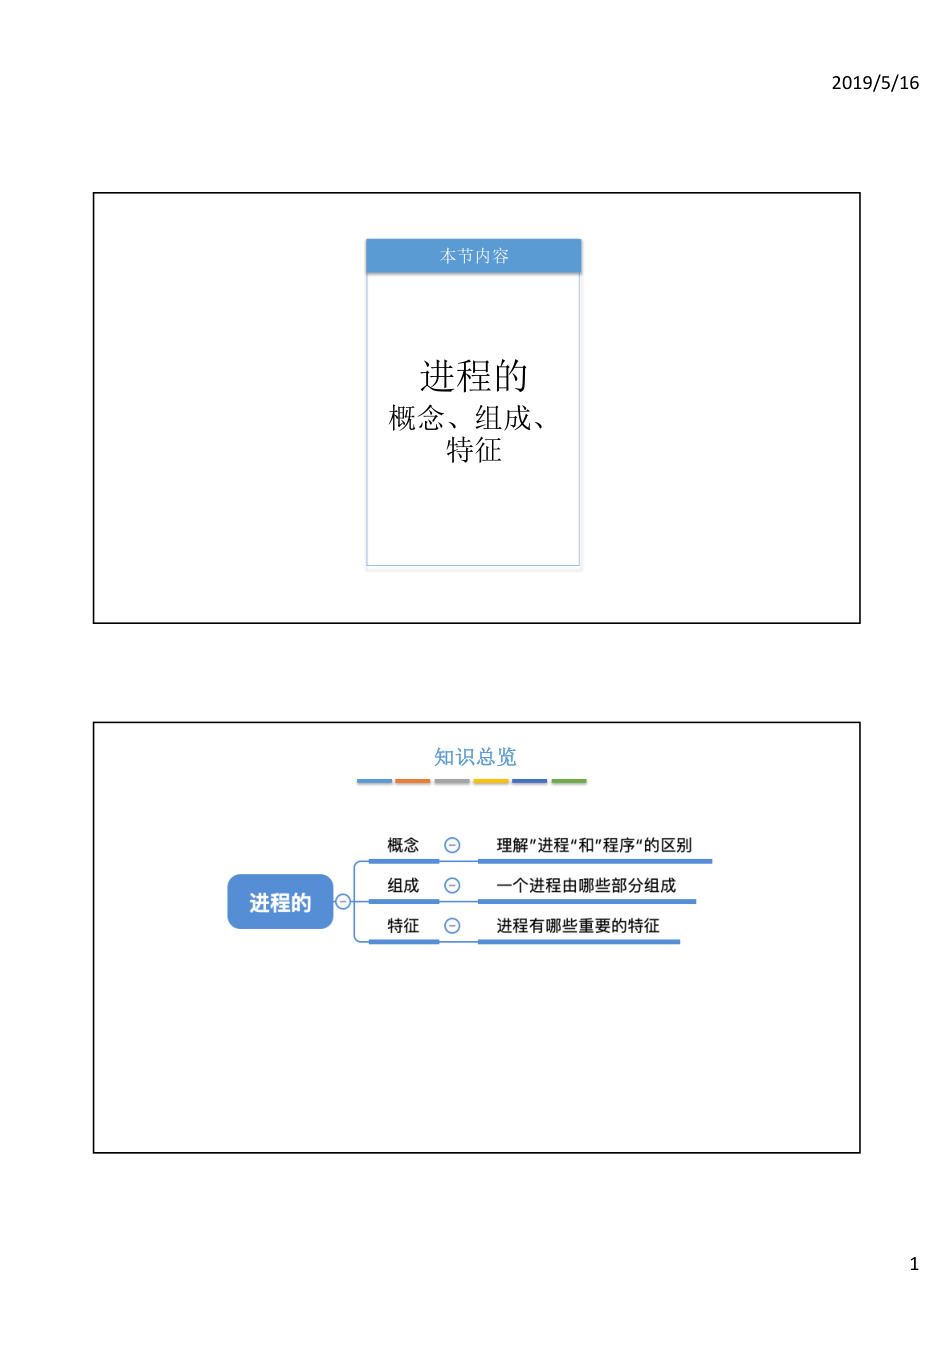 2019/5/16
本节内容
进程的
概念、组成、
特征
知识总览
进程的
概念
理解”进程“和”程序“的区别
组成
一个进程由哪些部分组成
特征
进程有哪些重要的特征
1